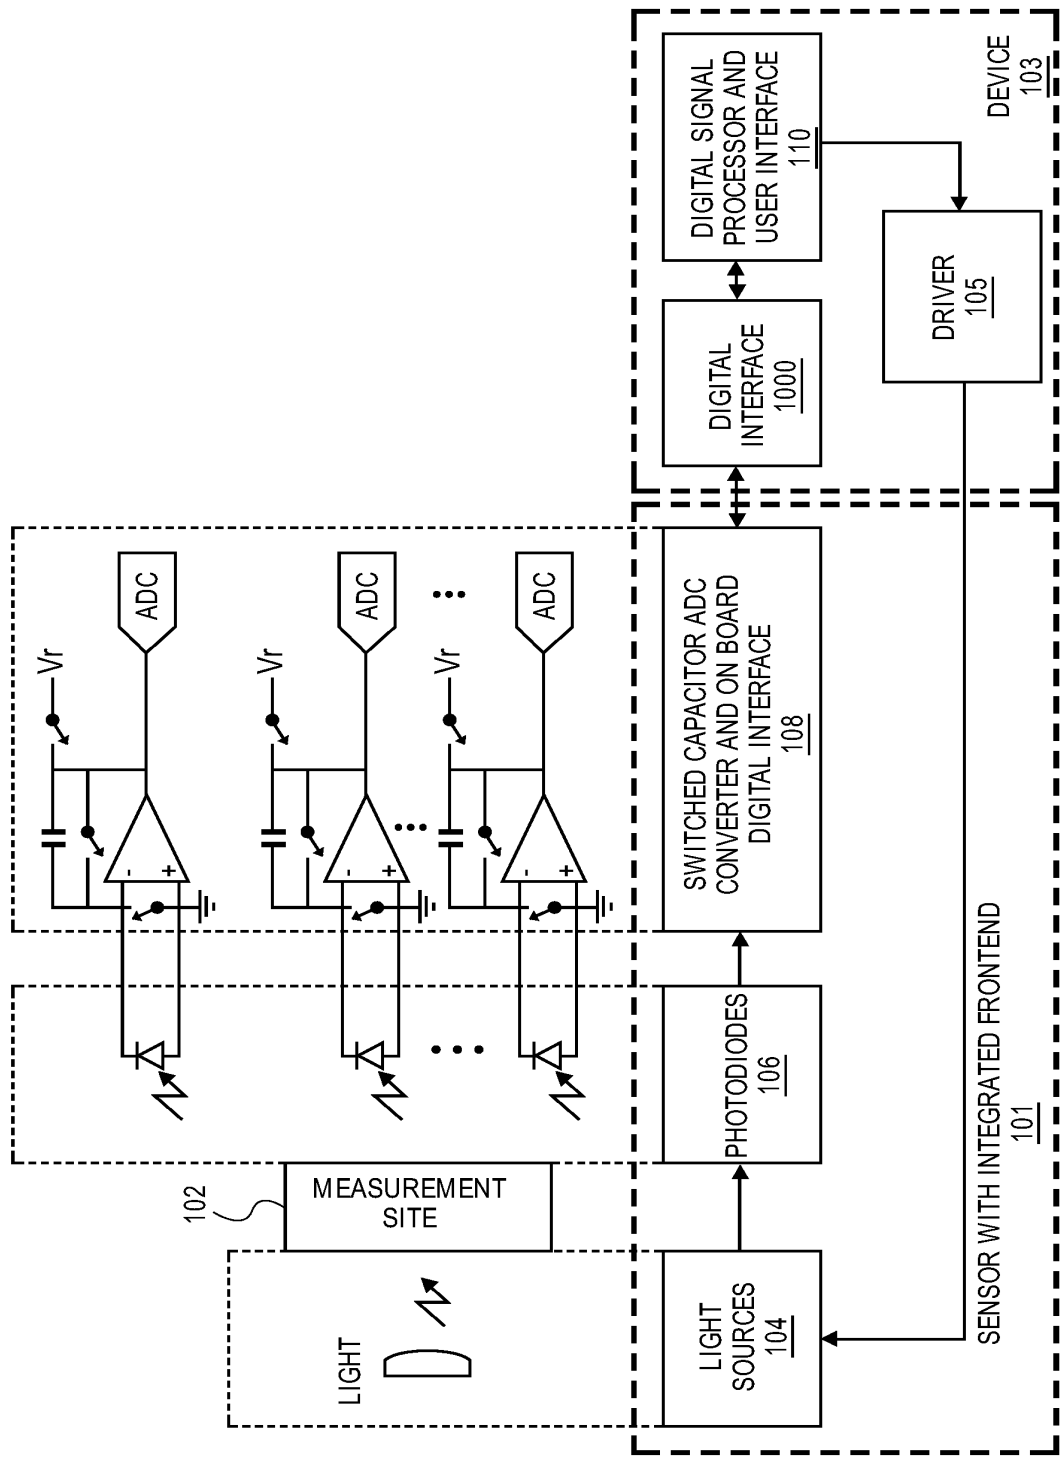 LIGHT
102
MEASUREMENT
SITE
Vr
ADC
-
+
Vr
ADC
-
+
Vr
ADC
-
+
LIGHT
SOURCES
104
PHOTODIODES
106
SWITCHED CAPACITOR ADC
CONVERTER AND ON BOARD
DIGITAL INTERFACE
108
DIGITAL
INTERFACE
1000
DIGITAL SIGNAL
PROCESSOR AND
USER INTERFACE
110
DRIVER
105
DEVICE
103
SENSOR WITH INTEGRATED FRONTEND
101